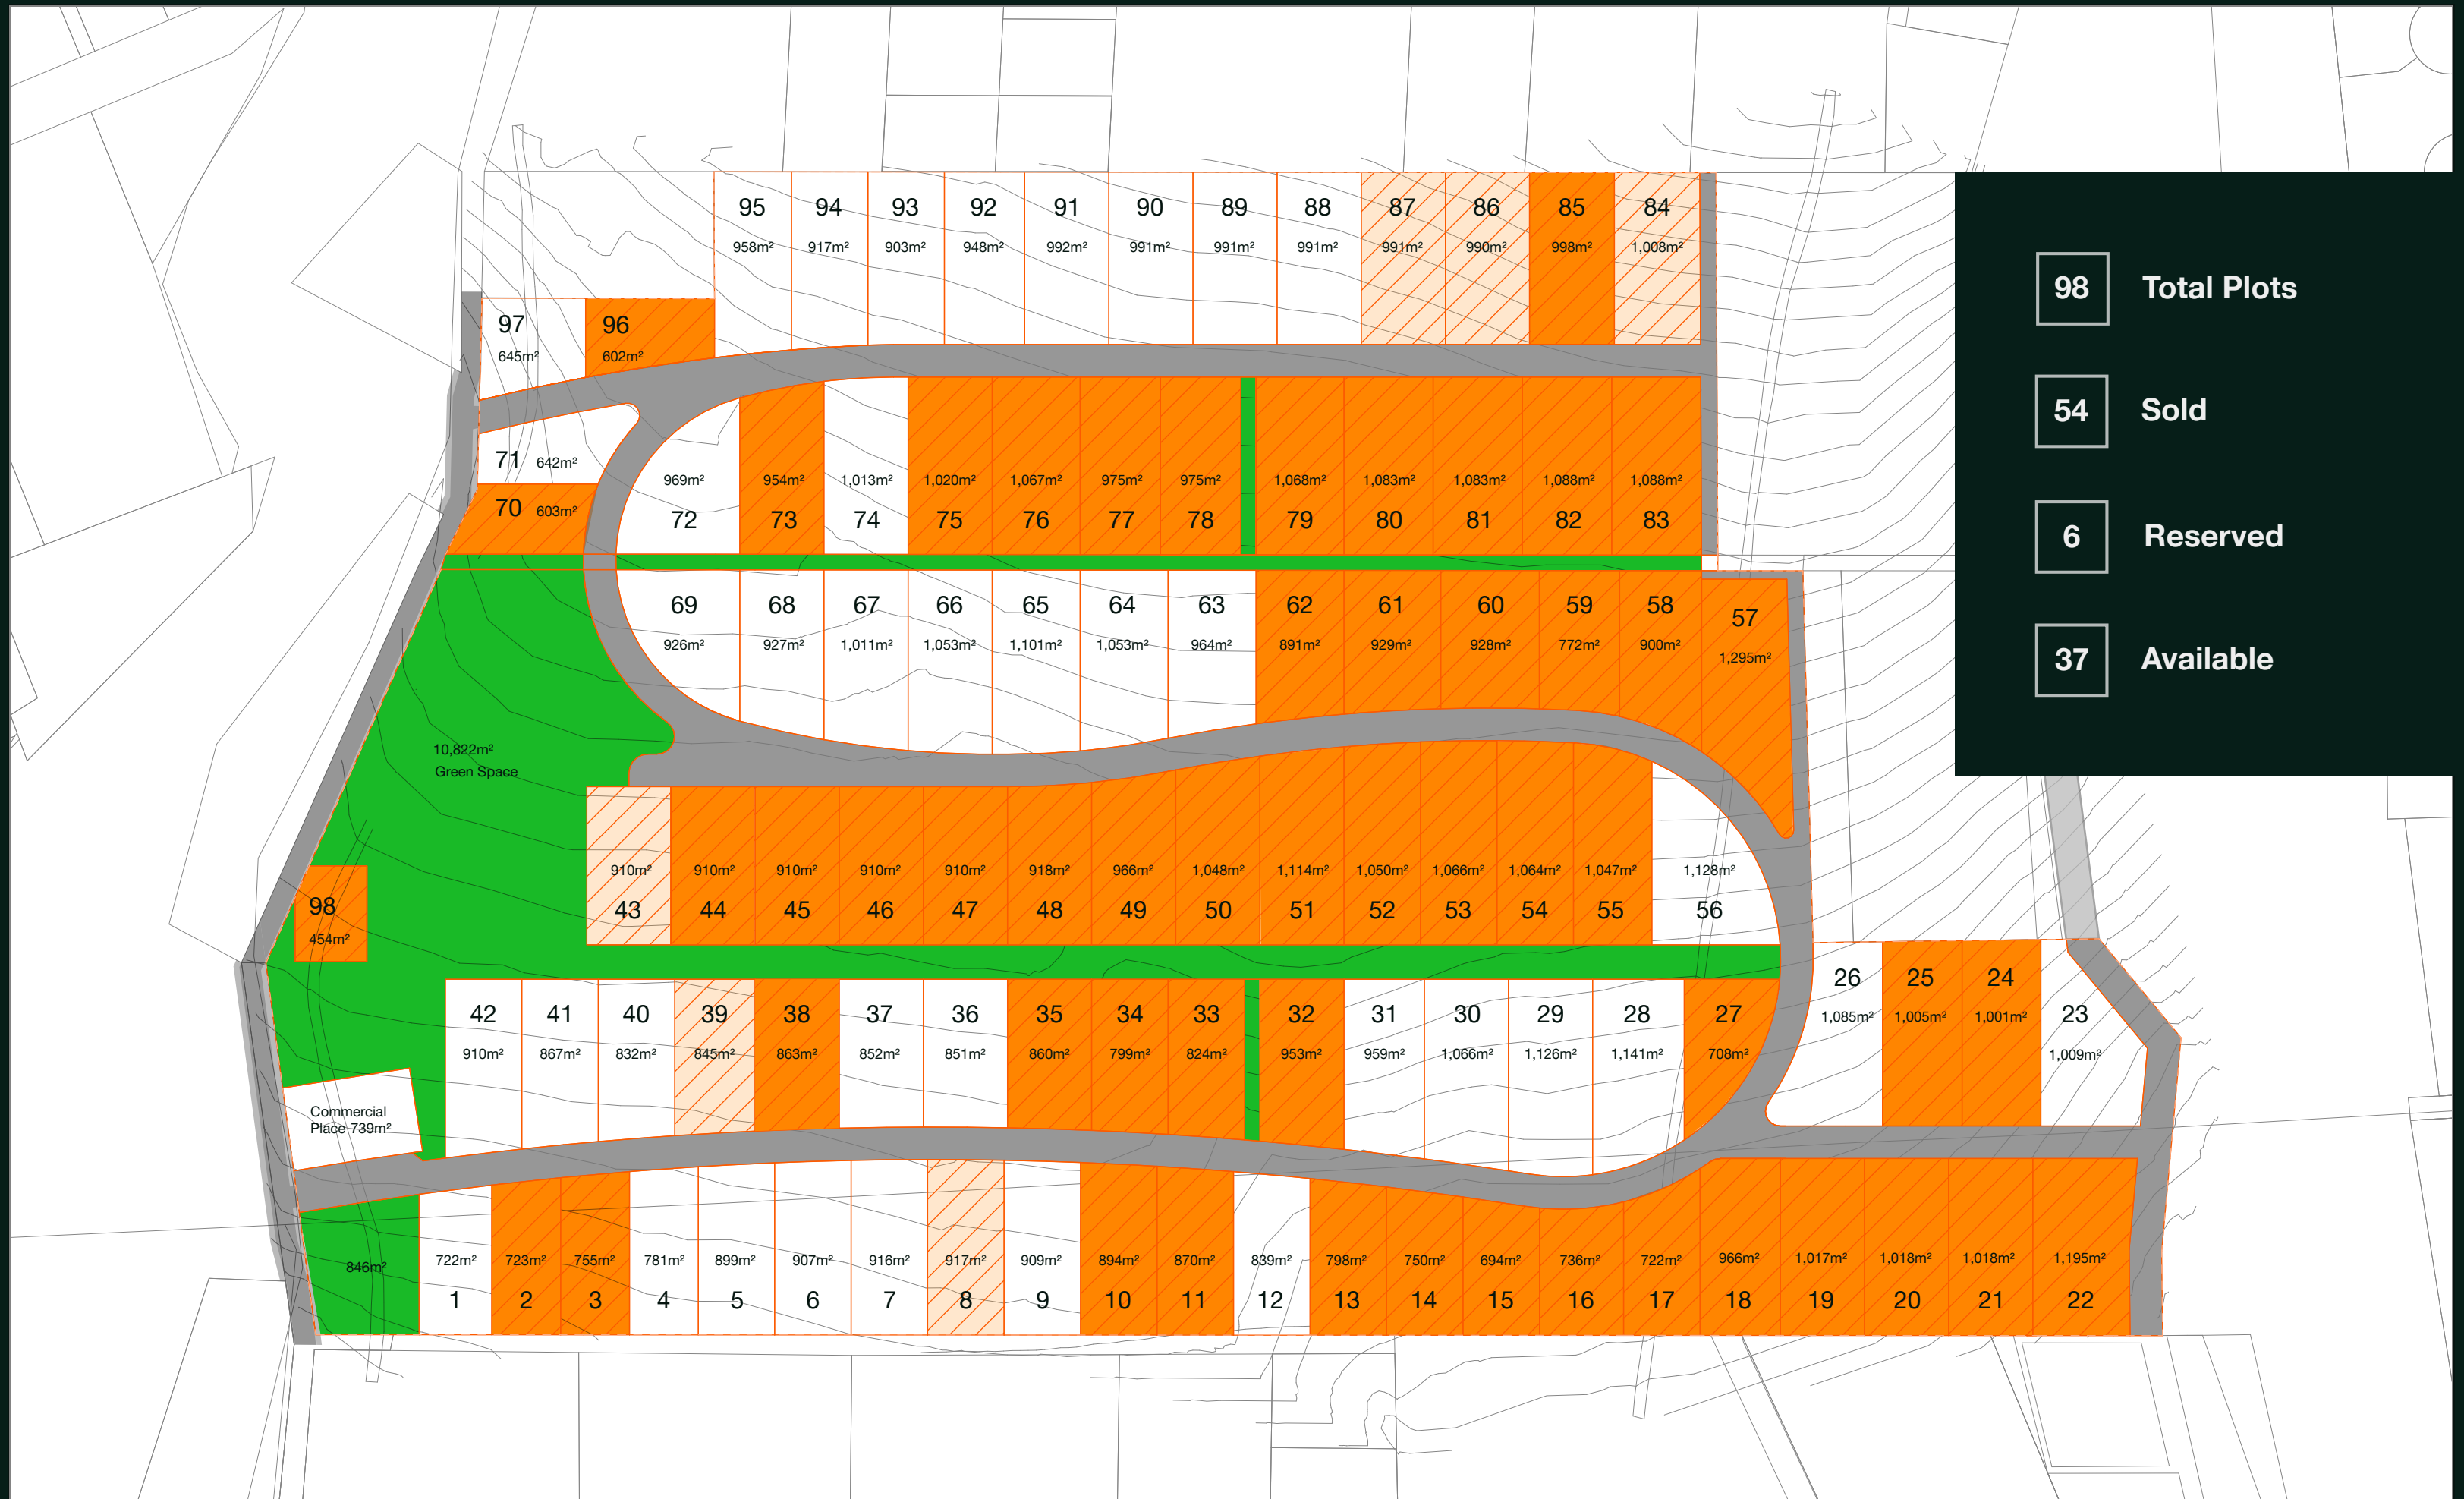 95 94 93 92 91 90 89 88 87 86 85 84
958m² 917m² 903m² 948m² 992m² 991m² 991m² 991m² 991m² 990m² 998m² 1,008m²
98 Total Plots
54 Sold
6 Reserved
37 Available
97 96
645m² 602m²
71 642m²
70 603m²
969m² 954m² 1,013m² 1,020m² 1,067m² 975m² 975m² 1,068m² 1,083m² 1,083m² 1,088m² 1,088m²
72 73 74 75 76 77 78 79 80 81 82 83
69 68 67 66 65 64 63 62 61 60 59 58 57
926m² 927m² 1,011m² 1,053m² 1,101m² 1,053m² 964m² 891m² 929m² 928m² 772m² 900m² 1,295m²
10,822m²
Green Space
910m² 910m² 910m² 910m² 910m² 918m² 966m² 1,048m² 1,114m² 1,050m² 1,066m² 1,064m² 1,047m² 1,128m²
43 44 45 46 47 48 49 50 51 52 53 54 55 56
98
454m²
26 25 24 23
1,085m² 1,005m² 1,001m² 1,009m²
42 41 40 39 38 37 36 35 34 33 32 31 30 29 28 27
910m² 867m² 832m² 845m² 863m² 852m² 851m² 860m² 799m² 824m² 953m² 959m² 1,066m² 1,126m² 1,141m² 708m²
Commercial
Place 739m²
846m² 722m² 723m² 755m² 781m² 899m² 907m² 916m² 917m² 909m² 894m² 870m² 839m² 798m² 750m² 694m² 736m² 722m² 966m² 1,017m² 1,018m² 1,018m² 1,195m²
1 2 3 4 5 6 7 8 9 10 11 12 13 14 15 16 17 18 19 20 21 22